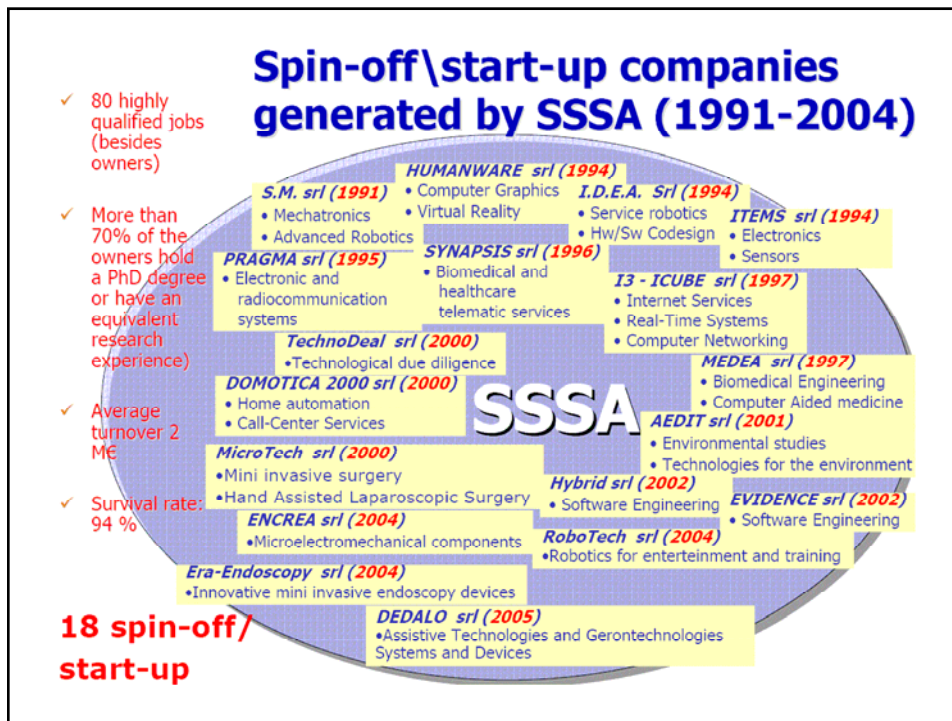 Spin-off\start-up companies
generated by SSSA (1991-2004)
✓ 80 highly
qualified jobs
(besides
owners)
✓ More than
70% of the
owners hold
a PhD degree
or have an
equivalent
research
experience)
✓ Average
turnover 2
M€
✓ Survival rate:
94 %
18 spin-off/
start-up
S.M. srl (1991)
• Mechatronics
• Advanced Robotics
HUMANWARE srl (1994)
• Computer Graphics
• Virtual Reality
I.D.E.A. Srl (1994)
• Service robotics
• Hw/Sw Codesign
ITEMS srl (1994)
• Electronics
• Sensors
PRAGMA srl (1995)
• Electronic and
radiocommunication
systems
SYNAPSIS srl (1996)
• Biomedical and
healthcare
telematic services
I3 - ICUBE srl (1997)
• Internet Services
• Real-Time Systems
• Computer Networking
TechnoDeal srl (2000)
•Technological due diligence
MEDEA srl (1997)
• Biomedical Engineering
• Computer Aided medicine
DOMOTICA 2000 srl (2000)
• Home automation
• Call-Center Services
SSSA
AEDIT srl (2001)
• Environmental studies
• Technologies for the environment
MicroTech srl (2000)
•Mini invasive surgery
•Hand Assisted Laparoscopic Surgery
Hybrid srl (2002)
• Software Engineering
EVIDENCE srl (2002)
• Software Engineering
ENCREA srl (2004)
•Microelectromechanical components
RoboTech srl (2004)
•Robotics for enterteinment and training
Era-Endoscopy srl (2004)
•Innovative mini invasive endoscopy devices
DEDALO srl (2005)
•Assistive Technologies and Gerontechnologies
Systems and Devices